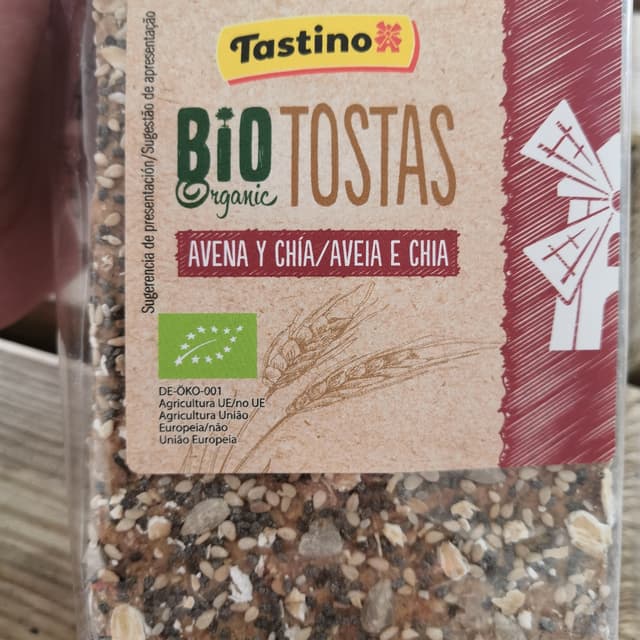 Tastino
BiO TOSTAS
Organic
AVENA Y CHÍA/AVEIA E CHIA
Sugerencia de presentación/Sugestão de apresentação
DE-ÖKO-001
Agricultura UE/no UE
Agricultura União
Europeia/não
União Europeia